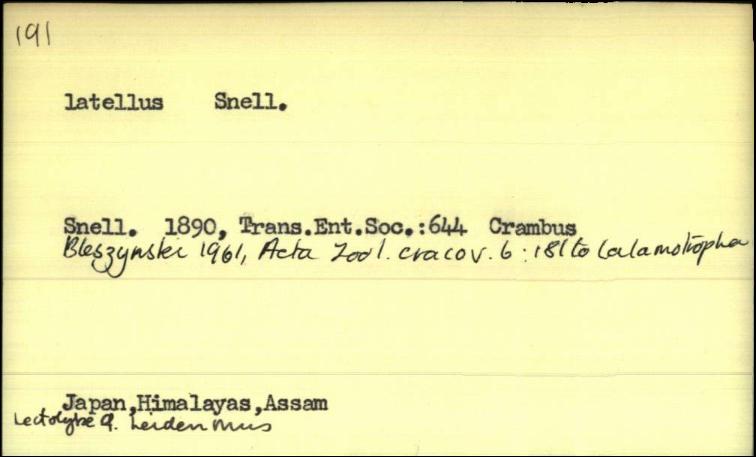 191
latellus Snell.
Snell. 1890, Trans.Ent.Soc.:644 Crambus
Bleszynski 1961, Acta Zool. cracov. 6: 181 to Calamotropha
Japan,Himalayas,Assam
Lectotype ♀. Leiden Mus